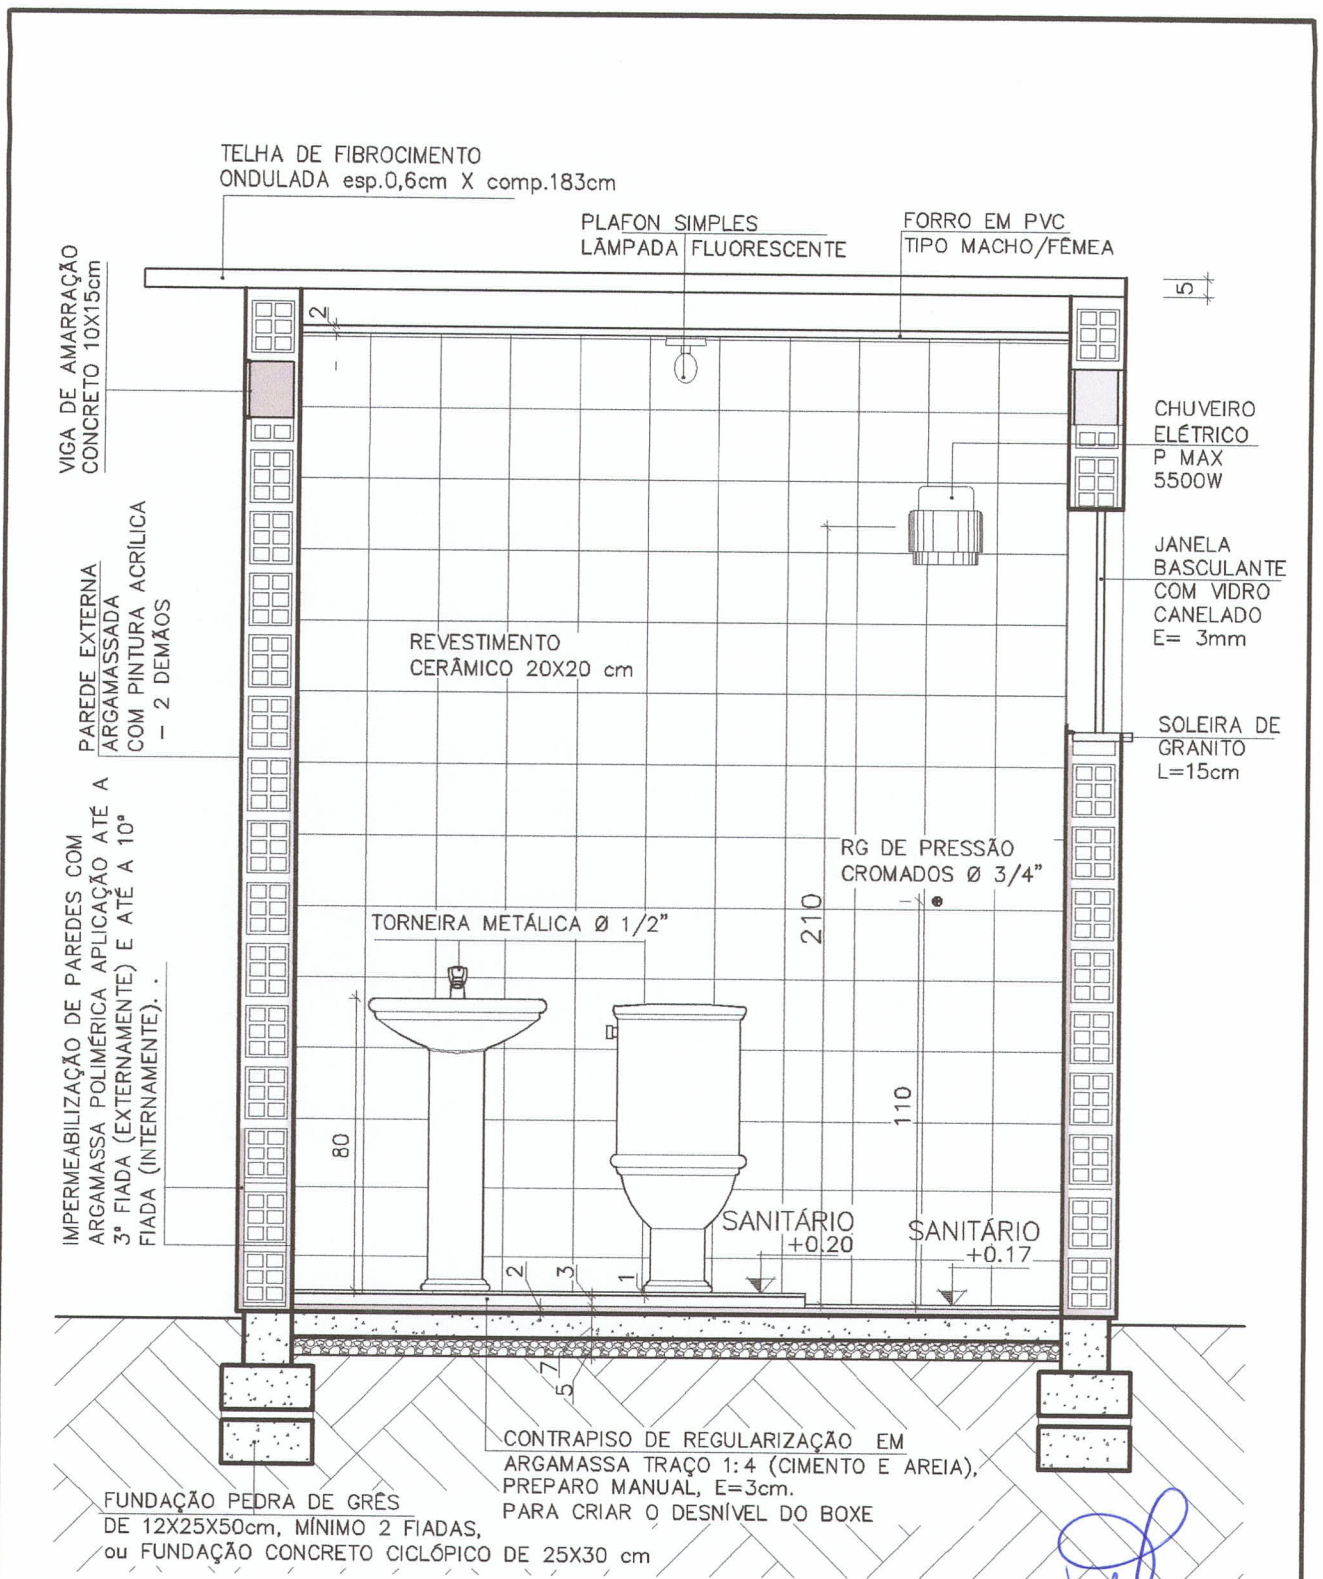 TELHA DE FIBROCIMENTO
ONDULADA esp.0,6cm X comp.183cm
PLAFON SIMPLES
LÂMPADA FLUORESCENTE
FORRO EM PVC
TIPO MACHO/FÊMEA
5
2
VIGA DE AMARRAÇÃO
CONCRETO 10X15cm
CHUVEIRO
ELÉTRICO
P MAX
5500W
JANELA
BASCULANTE
COM VIDRO
CANELADO
E= 3mm
PAREDE EXTERNA
ARGAMASSADA
COM PINTURA ACRÍLICA
– 2 DEMÃOS
REVESTIMENTO
CERÂMICO 20X20 cm
SOLEIRA DE
GRANITO
L=15cm
IMPERMEABILIZAÇÃO DE PAREDES COM
ARGAMASSA POLIMÉRICA APLICAÇÃO ATÉ A
3ª FIADA (EXTERNAMENTE) E ATÉ A 10ª
FIADA (INTERNAMENTE). .
RG DE PRESSÃO
CROMADOS Ø 3/4"
TORNEIRA METÁLICA Ø 1/2"
210
110
80
SANITÁRIO
+0.20
SANITÁRIO
+0.17
2
3
1
7
5
CONTRAPISO DE REGULARIZAÇÃO EM
ARGAMASSA TRAÇO 1:4 (CIMENTO E AREIA),
PREPARO MANUAL, E=3cm.
PARA CRIAR O DESNÍVEL DO BOXE
FUNDAÇÃO PEDRA DE GRÊS
DE 12X25X50cm, MÍNIMO 2 FIADAS,
ou FUNDAÇÃO CONCRETO CICLÓPICO DE 25X30 cm